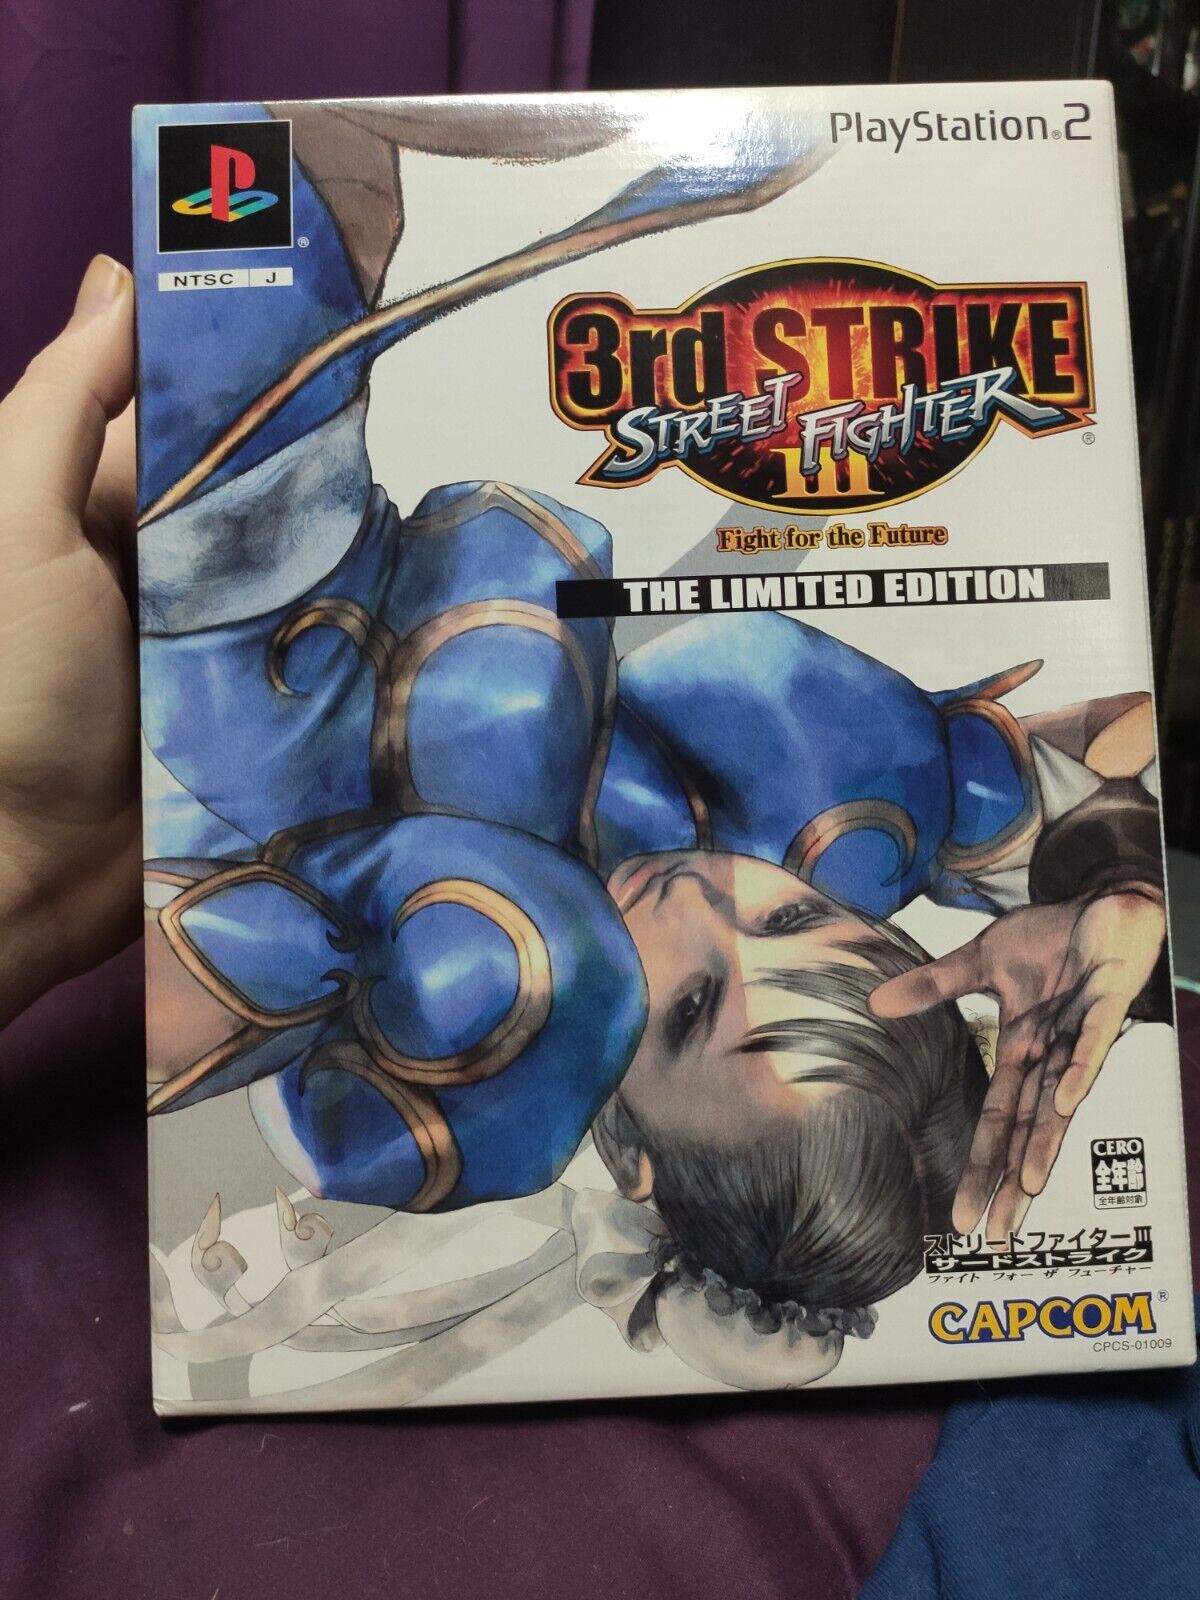 PlayStation®2
NTSC J
3rd STRIKE
STREET FIGHTER
III
Fight for the Future
THE LIMITED EDITION
CERO
全年齢
全年齢対象
ストリートファイターIII
サードストライク
ファイト フォー ザ フューチャー
CAPCOM®
CPCS-01009